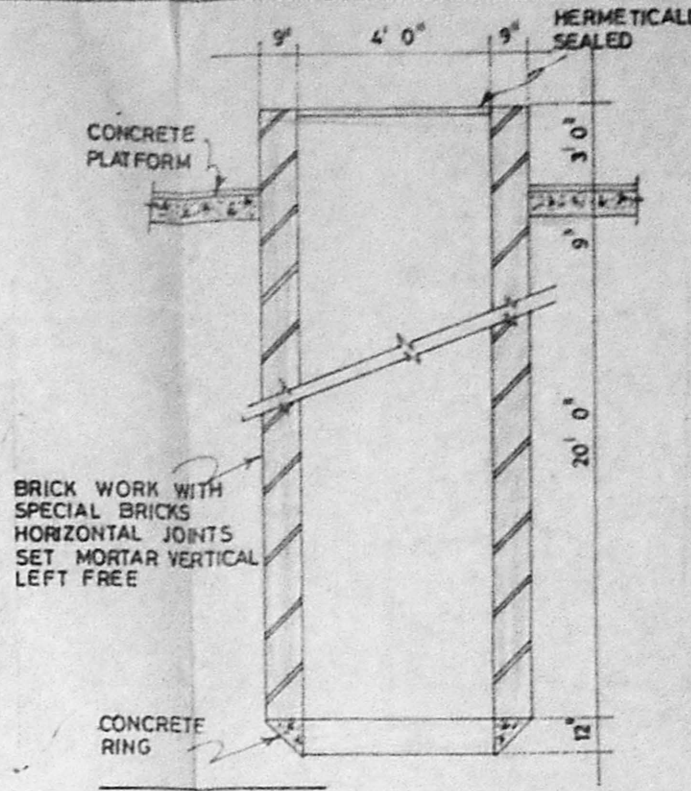 HERMETICALL
SEALED
9" 4' 0" 9"
CONCRETE
PLATFORM
3' 0"
9"
20' 0"
BRICK WORK WITH
SPECIAL BRICKS
HORIZONTAL JOINTS
SET MORTAR VERTICAL
LEFT FREE
CONCRETE
RING
12"